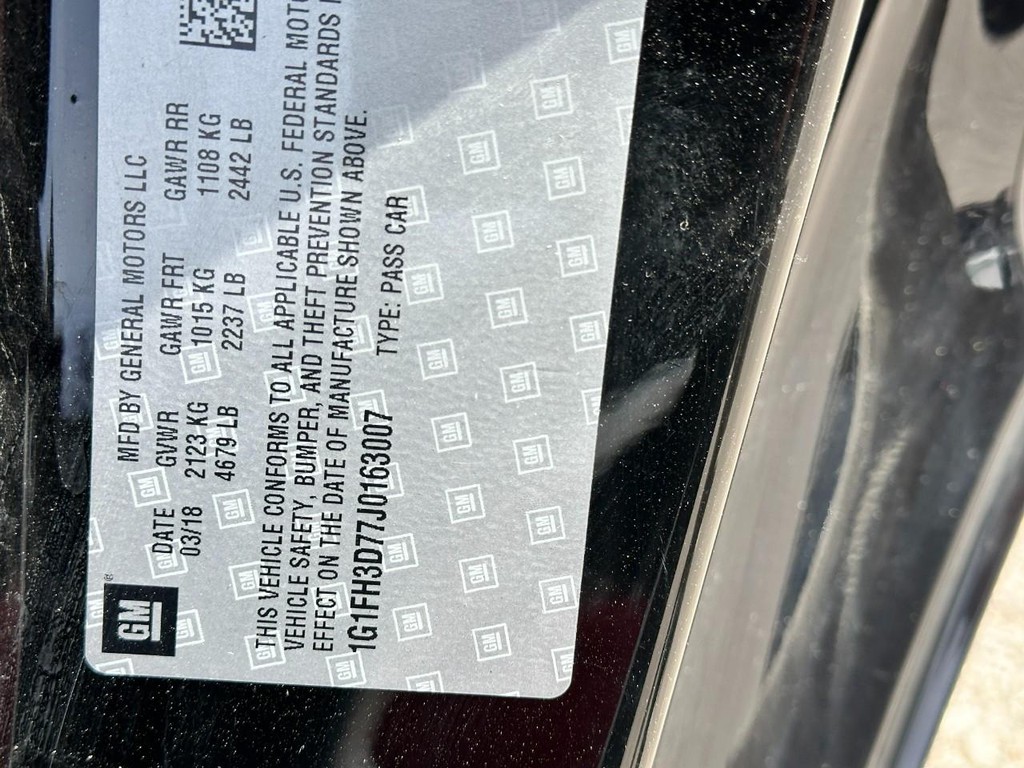 GM
MFD BY GENERAL MOTORS LLC
DATE GVWR GAWR FRT GAWR RR
03/18 2123 KG 1015 KG 1108 KG
4679 LB 2237 LB 2442 LB
THIS VEHICLE CONFORMS TO ALL APPLICABLE U.S. FEDERAL
VEHICLE SAFETY, BUMPER, AND THEFT PREVENTION STANDARDS
EFFECT ON THE DATE OF MANUFACTURE SHOWN ABOVE.
1G1FH3D77J0163007 TYPE: PASS CAR